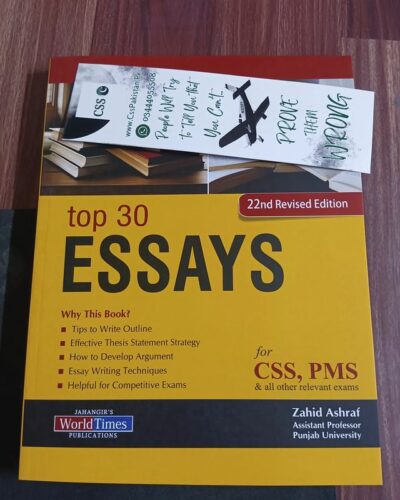 CSS
www.CssPakistan.Pk
03444055508
People Will Try
to Tell You that
You Can't
PROVE
THEM
WRONG
22nd Revised Edition
top 30
ESSAYS
Why This Book?
Tips to Write Outline
Effective Thesis Statement Strategy
How to Develop Argument
Essay Writing Techniques
Helpful for Competitive Exams
for
CSS, PMS
& all other relevant exams
JAHANGIR'S
WorldTimes
PUBLICATIONS
Zahid Ashraf
Assistant Professor
Punjab University